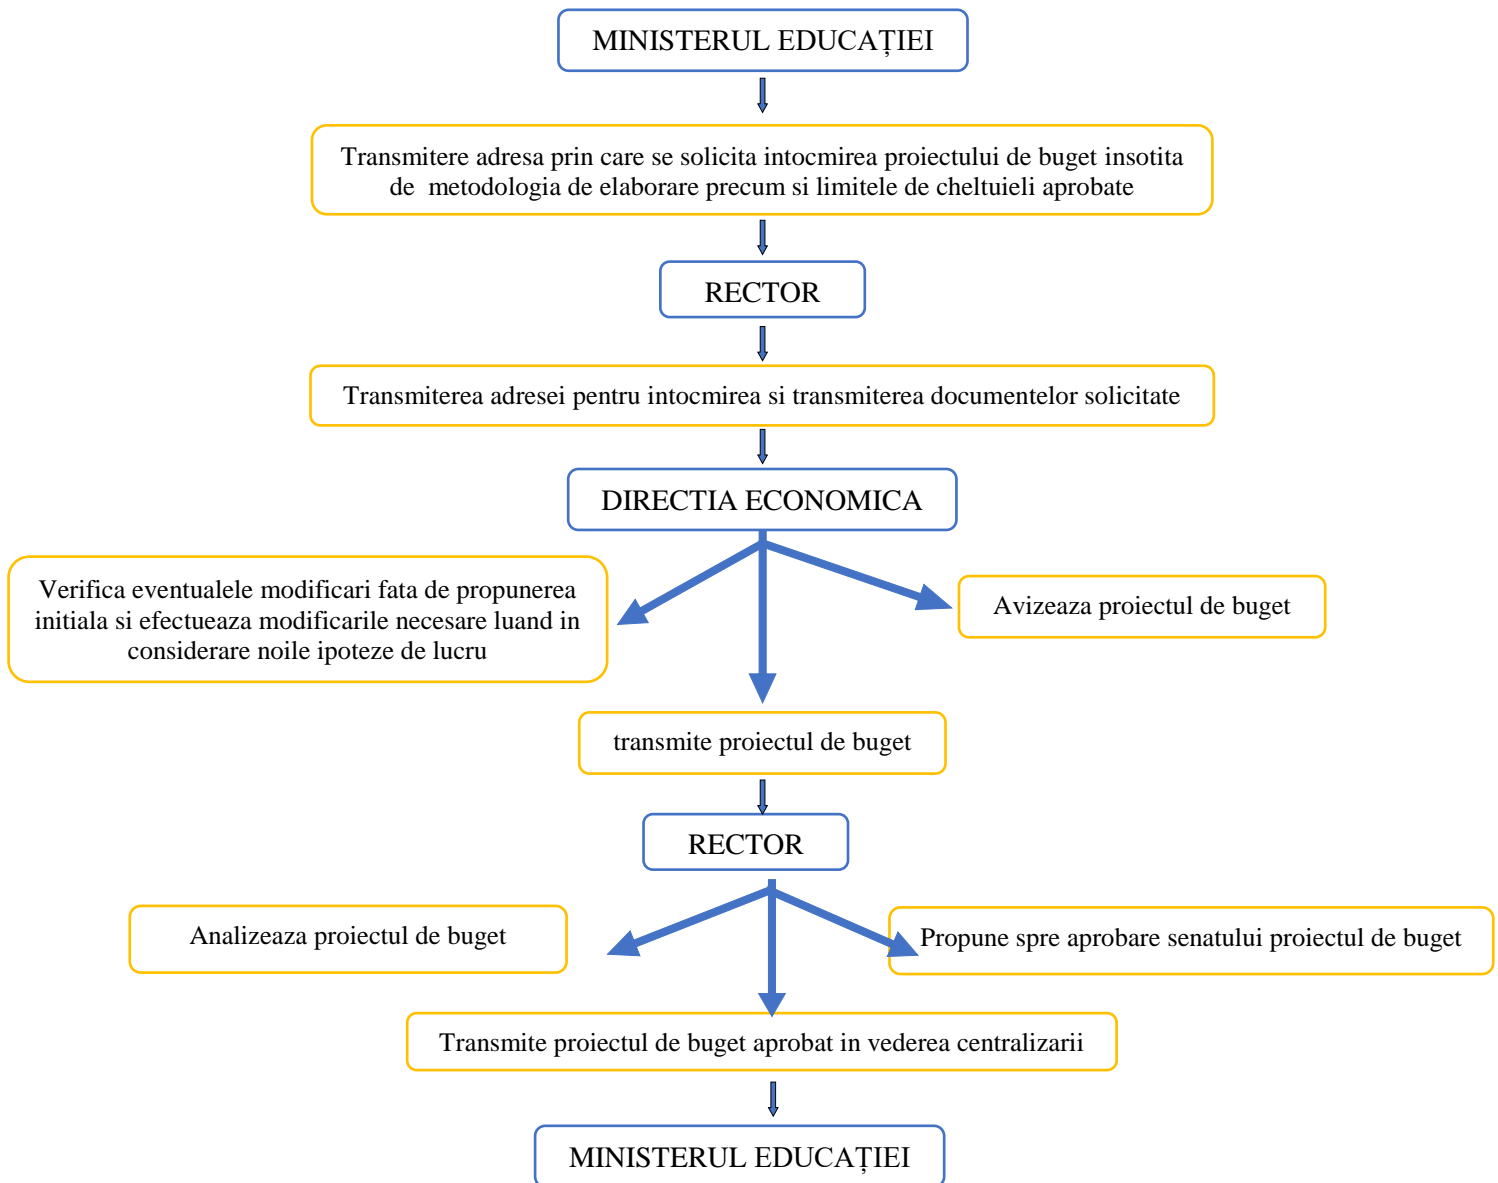 MINISTERUL EDUCAȚIEI
Transmitere adresa prin care se solicita intocmirea proiectului de buget insotita
de metodologia de elaborare precum si limitele de cheltuieli aprobate
RECTOR
Transmiterea adresei pentru intocmirea si transmiterea documentelor solicitate
DIRECTIA ECONOMICA
Verifica eventualele modificari fata de propunerea
initiala si efectueaza modificarile necesare luand in
considerare noile ipoteze de lucru
Avizeaza proiectul de buget
transmite proiectul de buget
RECTOR
Analizeaza proiectul de buget
Propune spre aprobare senatului proiectul de buget
Transmite proiectul de buget aprobat in vederea centralizarii
MINISTERUL EDUCAȚIEI